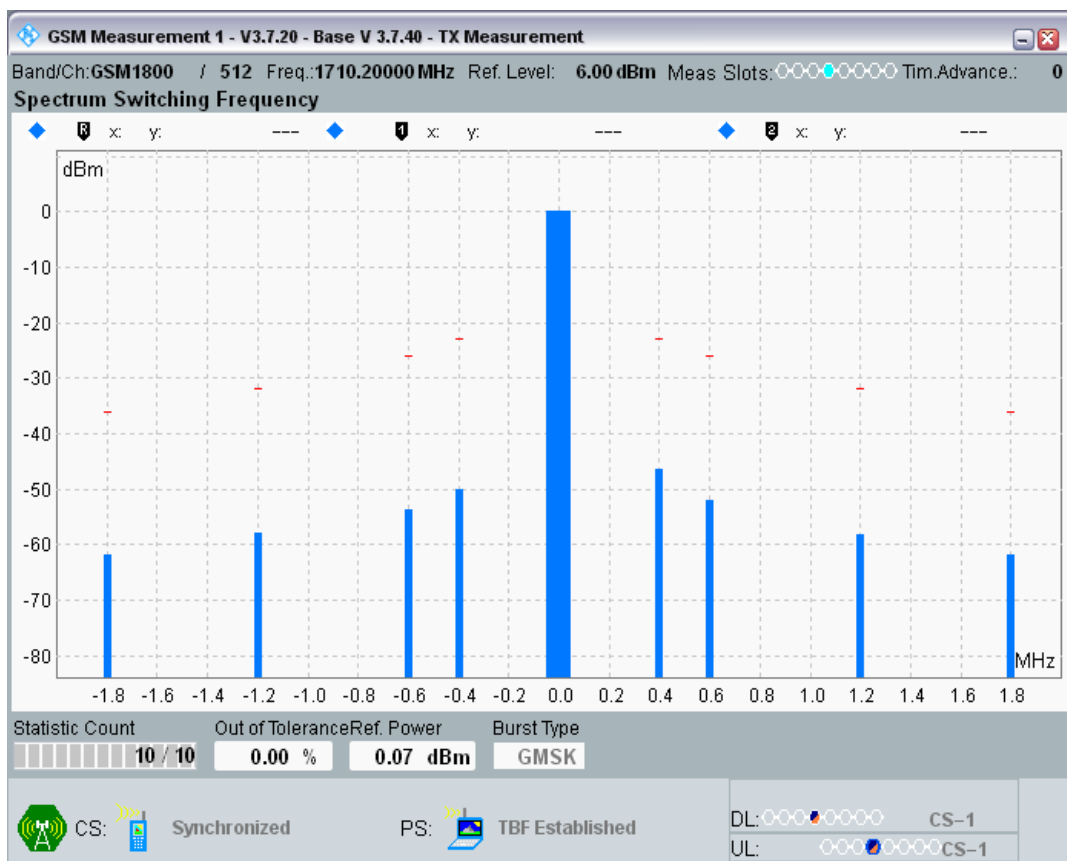 GSM Measurement 1 - V3.7.20 - Base V 3.7.40 - TX Measurement
Band/Ch:GSM1800 / 512 Freq.:1710.20000 MHz Ref. Level: 6.00 dBm Meas Slots: Tim.Advance.: 0
Spectrum Switching Frequency
R x: y: --- 1 x: y: --- 2 x: y: ---
dBm
0
-10
-20
-30
-40
-50
-60
-70
-80
MHz
-1.8 -1.6 -1.4 -1.2 -1.0 -0.8 -0.6 -0.4 -0.2 0.0 0.2 0.4 0.6 0.8 1.0 1.2 1.4 1.6 1.8
Statistic Count Out of Tolerance Ref. Power Burst Type
10 / 10 0.00 % 0.07 dBm GMSK
CS: Synchronized PS: TBF Established DL: CS-1
UL: CS-1